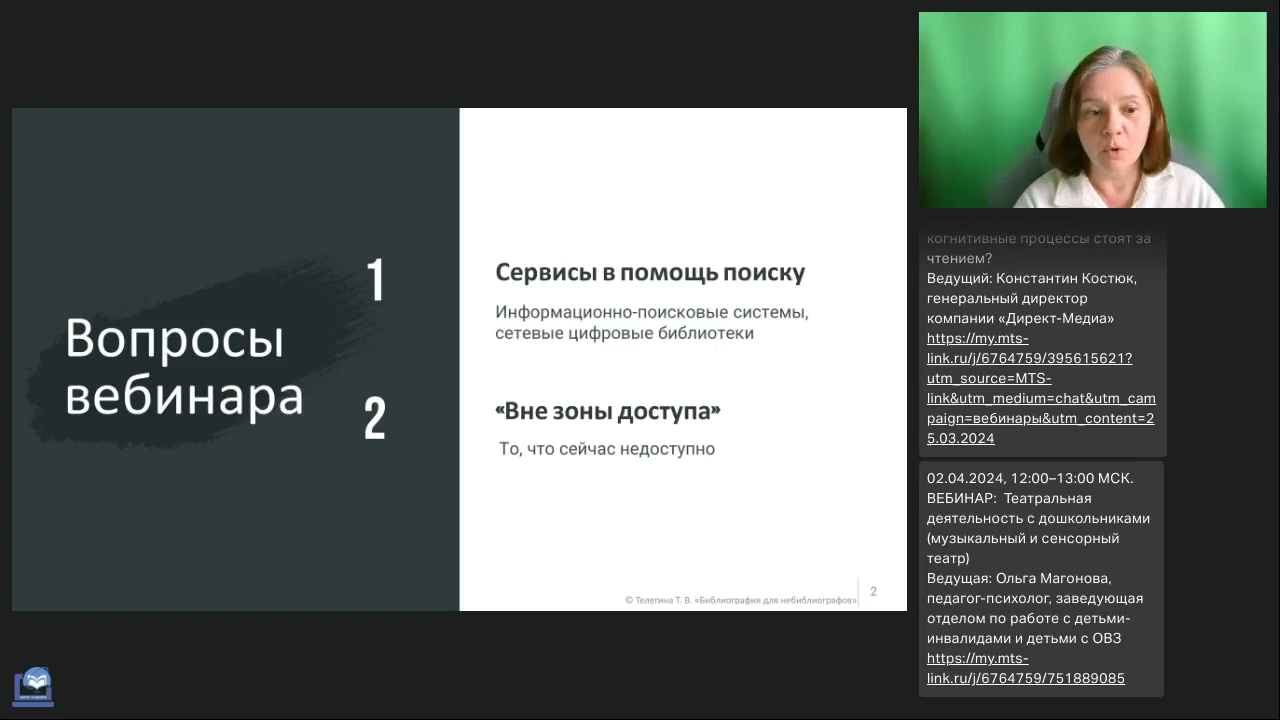 Вопросы
вебинара
1
Сервисы в помощь поиску
Информационно-поисковые системы,
сетевые цифровые библиотеки
2
«Вне зоны доступа»
То, что сейчас недоступно
© Телегина Т. В. «Библиография для небиблиографов»
2
когнитивные процессы стоят за
чтением?
Ведущий: Константин Костюк,
генеральный директор
компании «Директ-Медиа»
https://my.mts-
link.ru/j/6764759/395615621?
utm_source=MTS-
link&utm_medium=chat&utm_cam
paign=вебинары&utm_content=2
5.03.2024
02.04.2024, 12:00–13:00 МСК.
ВЕБИНАР:  Театральная
деятельность с дошкольниками
(музыкальный и сенсорный
театр)
Ведущая: Ольга Магонова,
педагог-психолог, заведующая
отделом по работе с детьми-
инвалидами и детьми с ОВЗ
https://my.mts-
link.ru/j/6764759/751889085